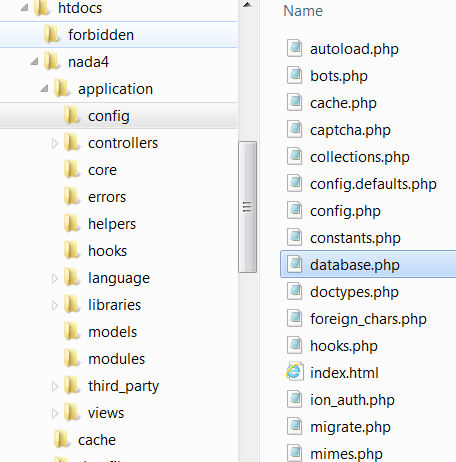 htdocs
forbidden
nada4
application
config
controllers
core
errors
helpers
hooks
language
libraries
models
modules
third_party
views
cache
Name
autoload.php
bots.php
cache.php
captcha.php
collections.php
config.defaults.php
config.php
constants.php
database.php
doctypes.php
foreign_chars.php
hooks.php
index.html
ion_auth.php
migrate.php
mimes.php